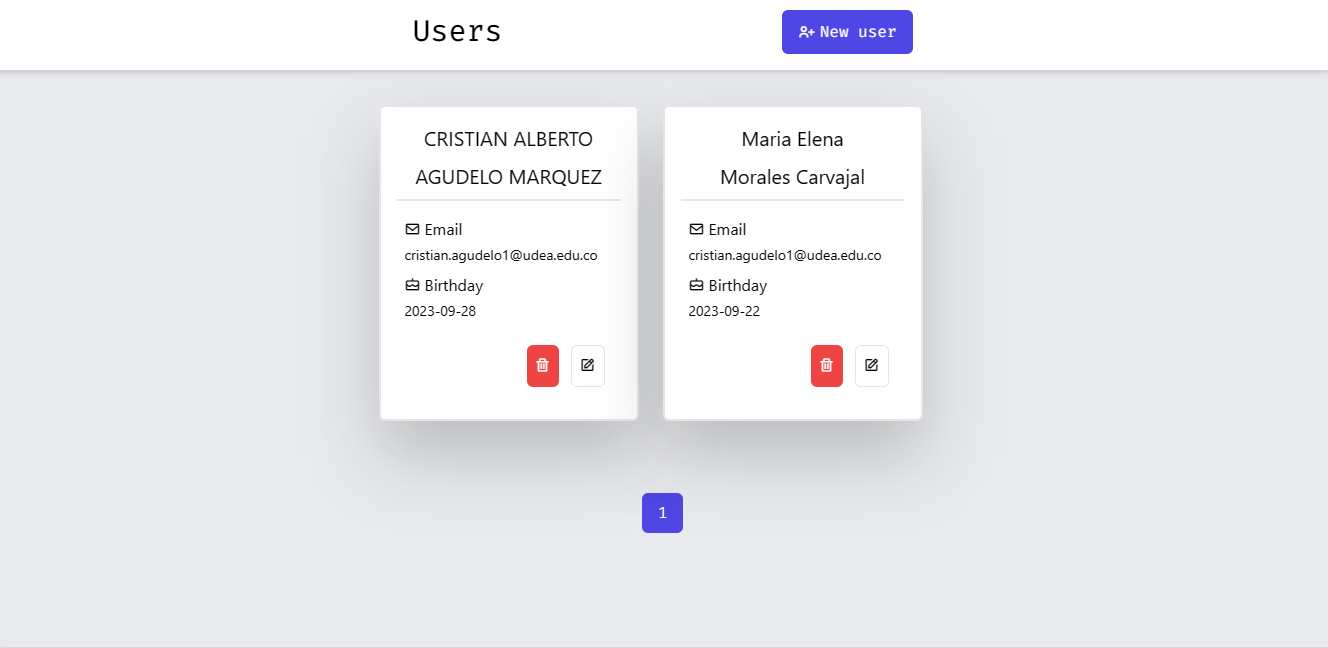 Users
New user
CRISTIAN ALBERTO
AGUDELO MARQUEZ
Email
cristian.agudelo1@udea.edu.co
Birthday
2023-09-28
Maria Elena
Morales Carvajal
Email
cristian.agudelo1@udea.edu.co
Birthday
2023-09-22
1